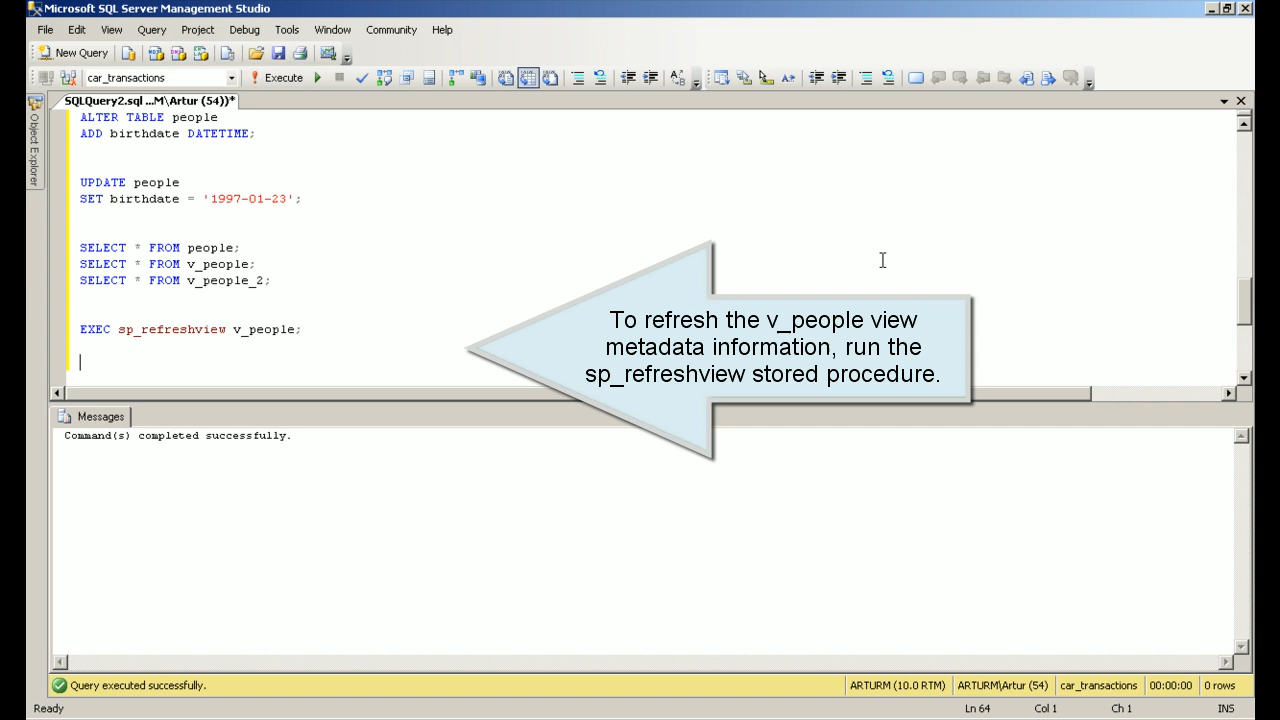 Microsoft SQL Server Management Studio
File Edit View Query Project Debug Tools Window Community Help
New Query
car_transactions Execute
SQLQuery2.sql ...M\Artur (54))*
Object Explorer
ALTER TABLE people
ADD birthdate DATETIME;
UPDATE people
SET birthdate = '1997-01-23';
SELECT * FROM people;
SELECT * FROM v_people;
SELECT * FROM v_people_2;
EXEC sp_refreshview v_people;
To refresh the v_people view
metadata information, run the
sp_refreshview stored procedure.
Messages
Command(s) completed successfully.
Query executed successfully. ARTURM (10.0 RTM) ARTURM\Artur (54) car_transactions 00:00:00 0 rows
Ready Ln 64 Col 1 Ch 1 INS